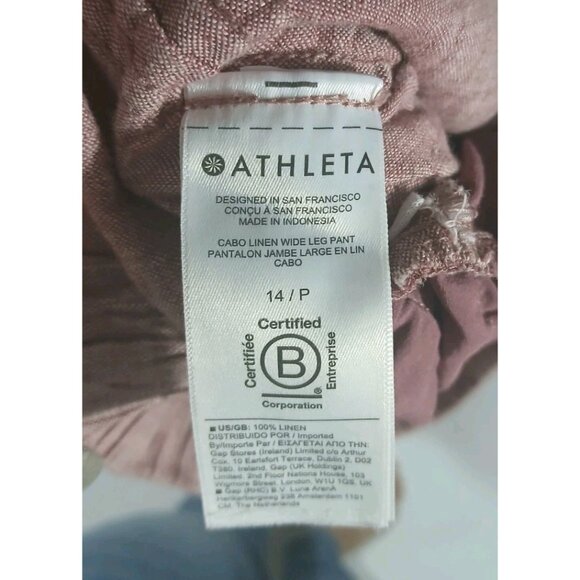 ATHLETA
DESIGNED IN SAN FRANCISCO
CONÇU À SAN FRANCISCO
MADE IN INDONESIA
CABO LINEN WIDE LEG PANT
PANTALON JAMBE LARGE EN LIN
CABO
14 / P
Certified
Certifiée
B
Entreprise
®
Corporation
US/GB: 100% LINEN
DISTRIBUIDO POR / Imported
By/Importe Par / ΕΙΣΑΓΕΤΑΙ ΑΠΟ ΤΗΝ:
Gap Stores (Ireland) Limited c/o Arthur
Cox, 10 Earlsfort Terrace, Dublin 2, D02
T380, Ireland, Gap (UK Holdings)
Limited, 2nd Floor National House, 103
Wigmore Street, London, W1U 1QS, UK
Gap (RHC) B.V. Luna ArenA
Herikerbergweg 238 Amsterdam 1101
CM, The Netherlands